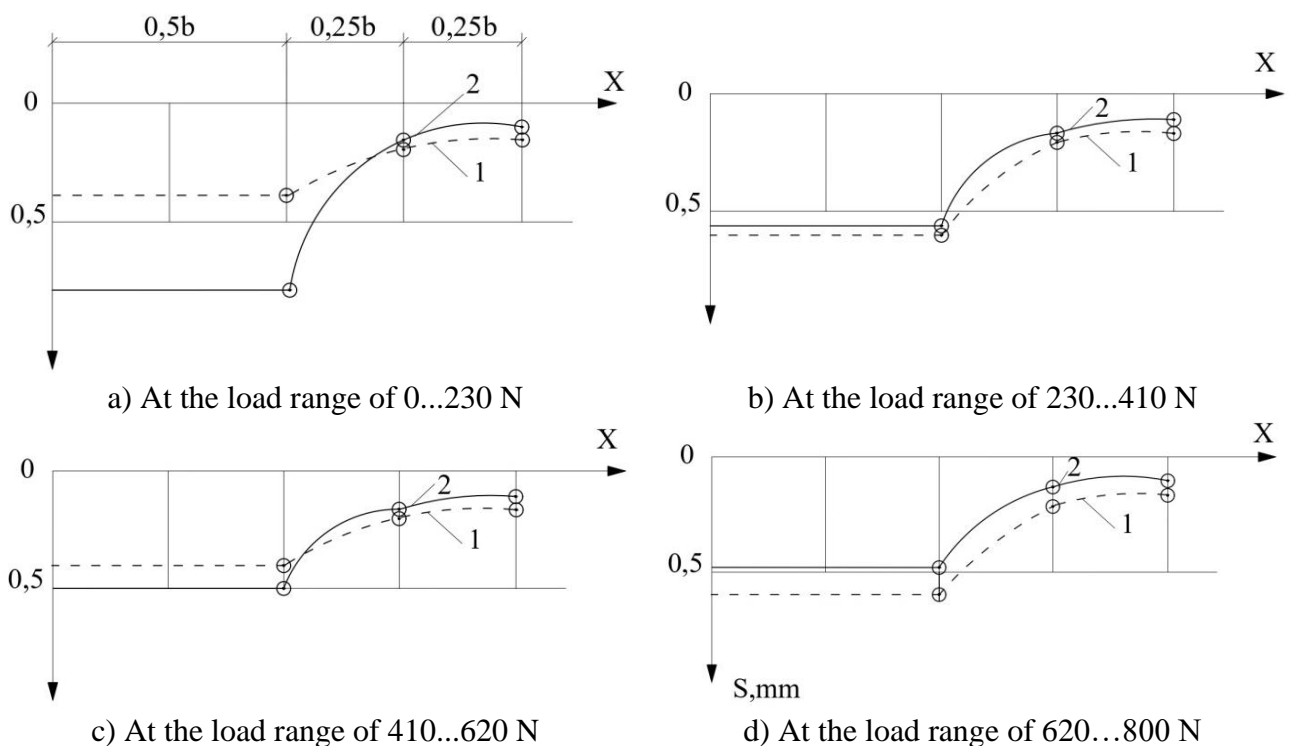 0,5b 0,25b 0,25b
X
0
2
1
0,5
a) At the load range of 0...230 N
X
0
2
1
0,5
b) At the load range of 230...410 N
X
0
2
1
0,5
c) At the load range of 410...620 N
X
0
2
1
0,5
S,mm
d) At the load range of 620…800 N